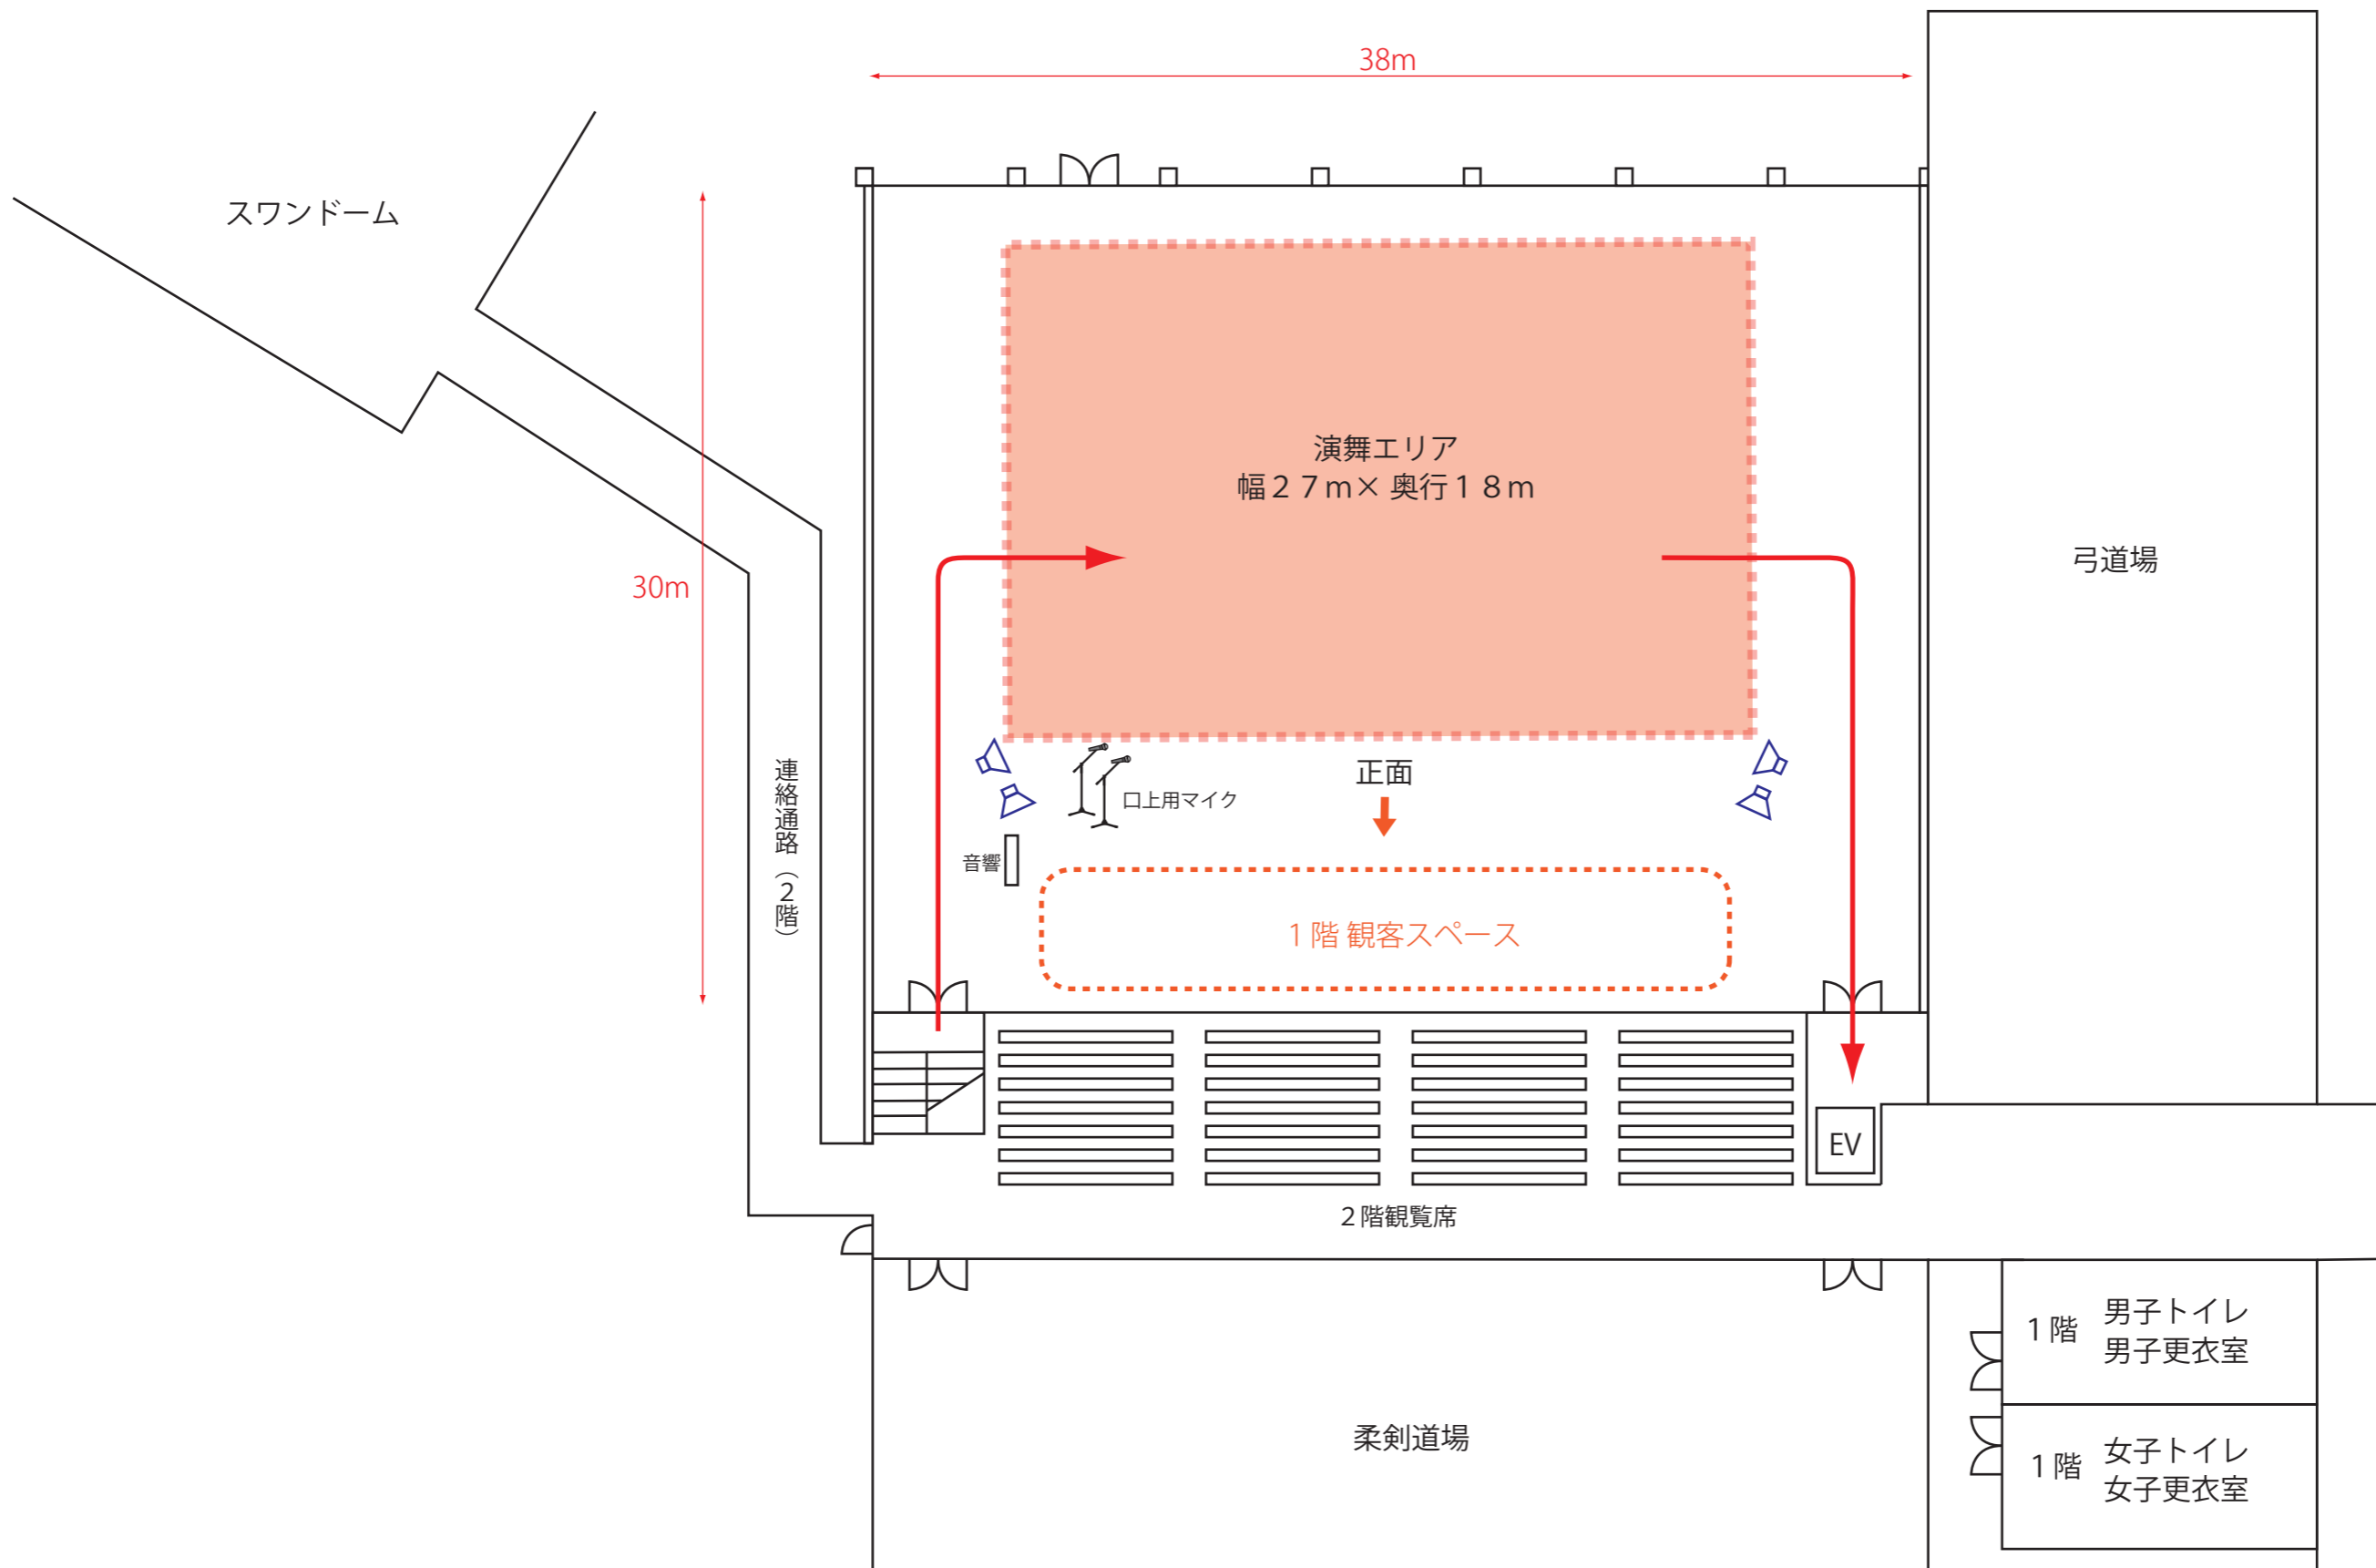 38m
スワンドーム
演舞エリア
幅２７ｍ× 奥行１８ｍ
弓道場
30m
連絡通路（２階）
正面
口上用マイク
音響
１階 観客スペース
EV
２階観覧席
１階
男子トイレ
男子更衣室
柔剣道場
１階
女子トイレ
女子更衣室